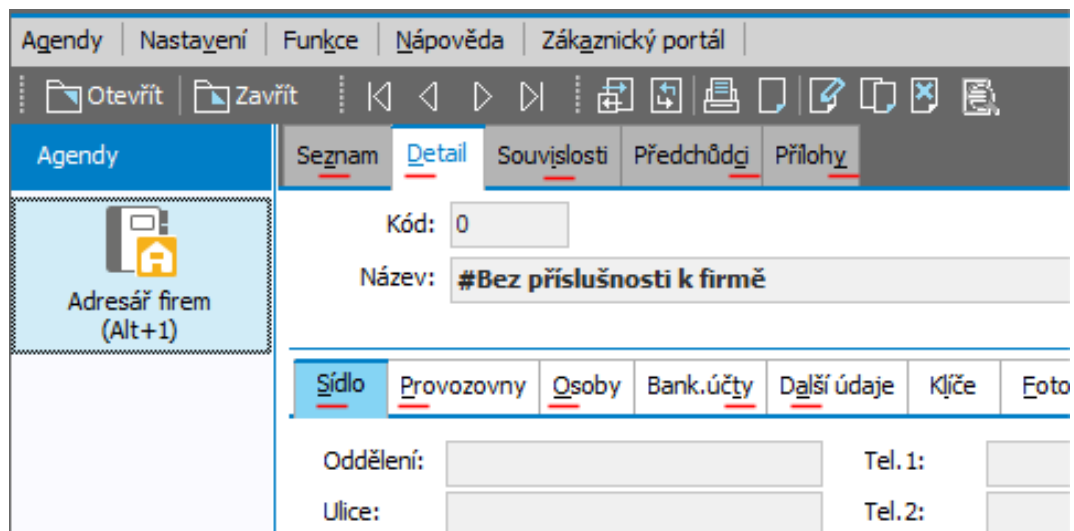 Agendy Nastavení Funkce Nápověda Zákaznický portál
Otevřít Zavřít
Agendy
Seznam Detail Souvislosti Předchůdci Přílohy
Kód: 0
Název: #Bez příslušnosti k firmě
Adresář firem
(Alt+1)
Sídlo Provozovny Osoby Bank.účty Další údaje Klíče Foto
Oddělení: Tel.1:
Ulice: Tel.2: